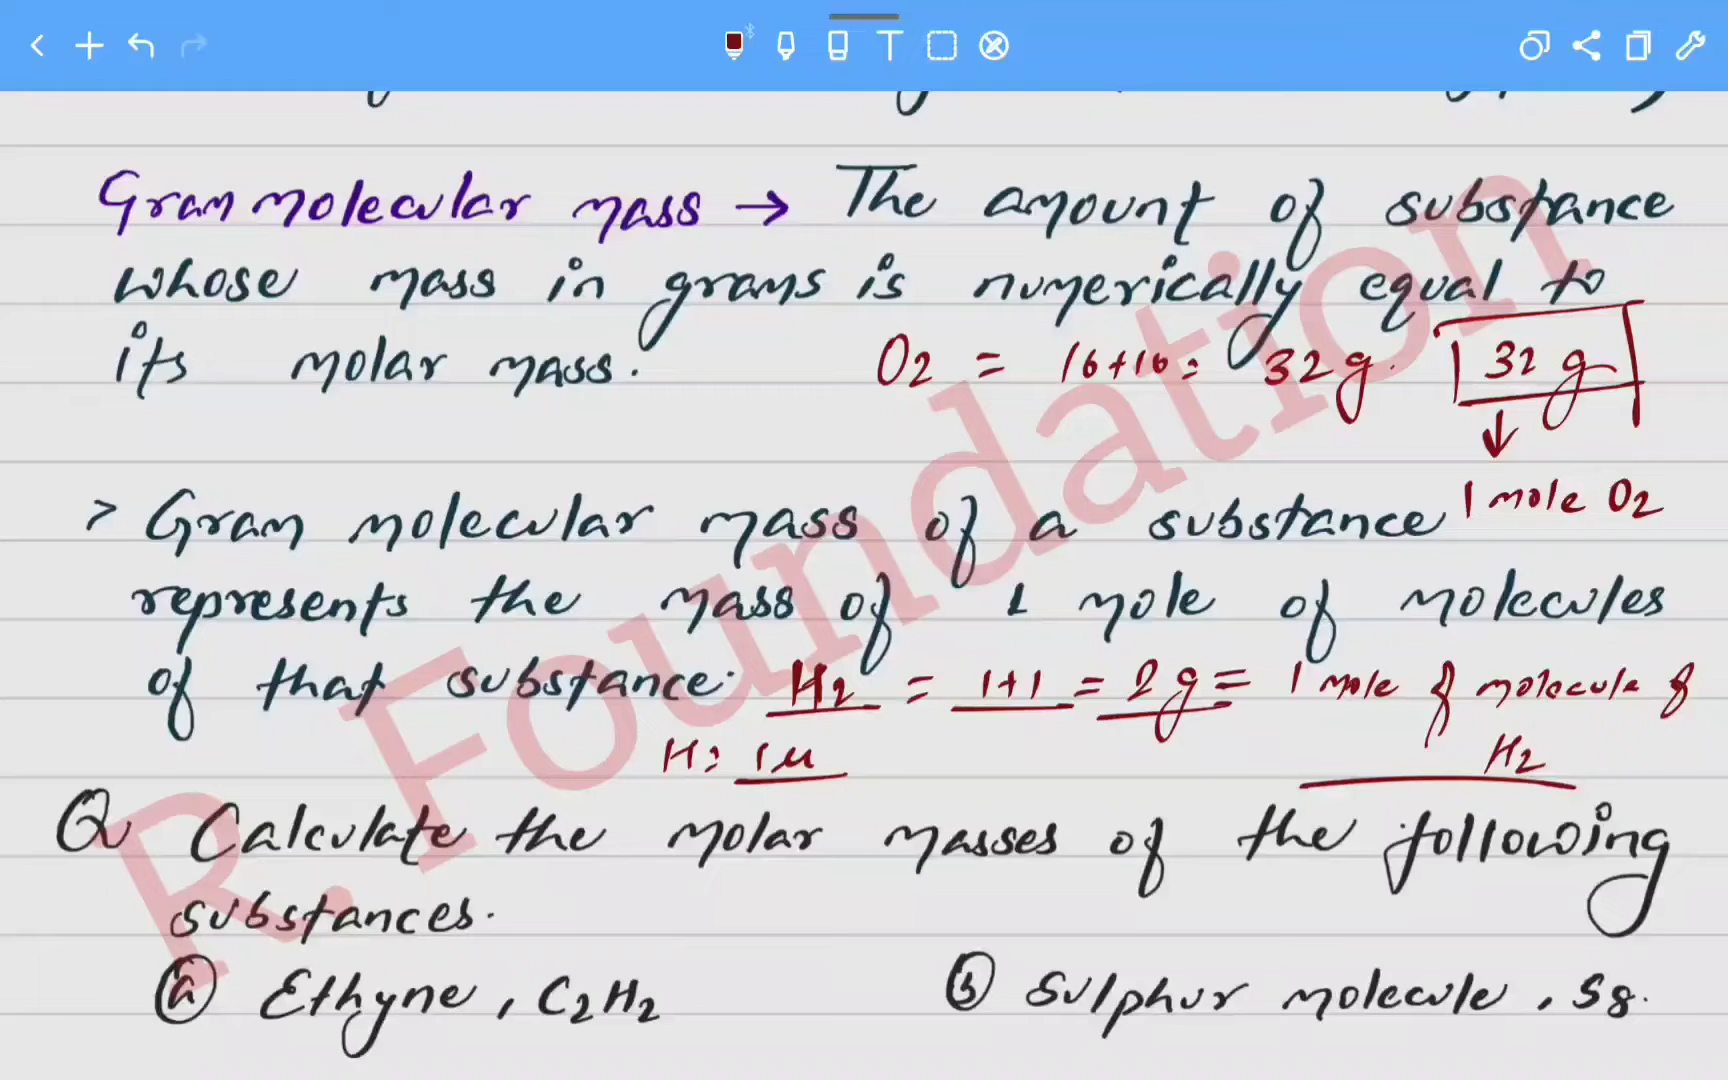 Gram molecular mass → The amount of substance
whose mass in grams is numerically equal to
its molar mass.
O2 = 16+16= 32g. 32 g
↓
1 mole O2
> Gram molecular mass of a substance
represents the mass of 1 mole of molecules
of that substance. H2 = 1+1 = 2g = 1 mole of molecule of
H2
H: 1u
Q Calculate the molar masses of the following
substances.
(a) Ethyne, C2H2 (b) Sulphur molecule, S8.
R. Foundation